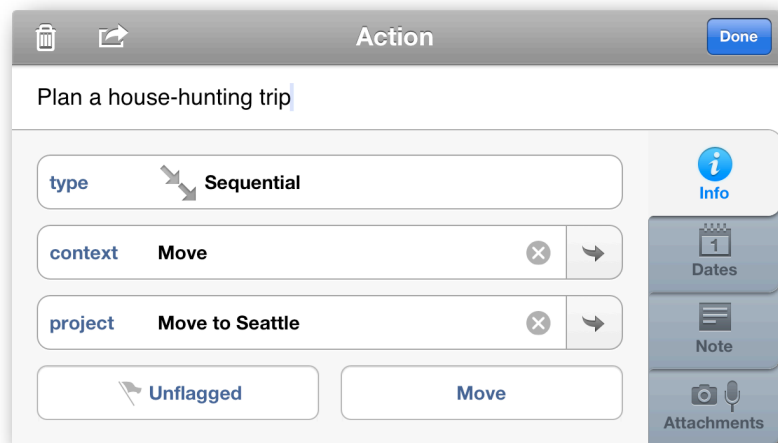 Action
Done
Plan a house-hunting trip
type Sequential
context Move
project Move to Seattle
Unflagged Move
Info
1
Dates
Note
Attachments